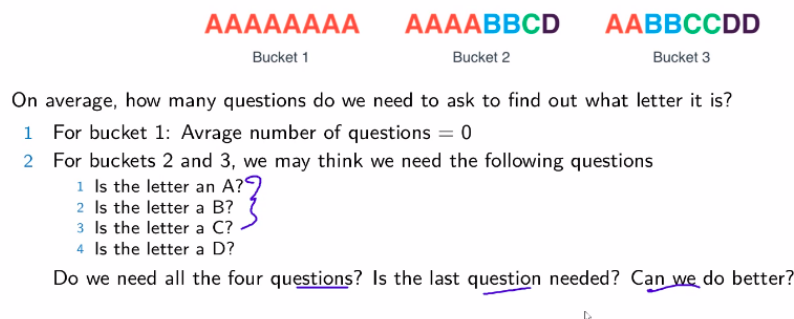 AAAAAAAA AAAABBCD AABBCCDD
Bucket 1 Bucket 2 Bucket 3
On average, how many questions do we need to ask to find out what letter it is?
1 For bucket 1: Avrage number of questions = 0
2 For buckets 2 and 3, we may think we need the following questions
1 Is the letter an A?
2 Is the letter a B?
3 Is the letter a C?
4 Is the letter a D?
Do we need all the four questions? Is the last question needed? Can we do better?